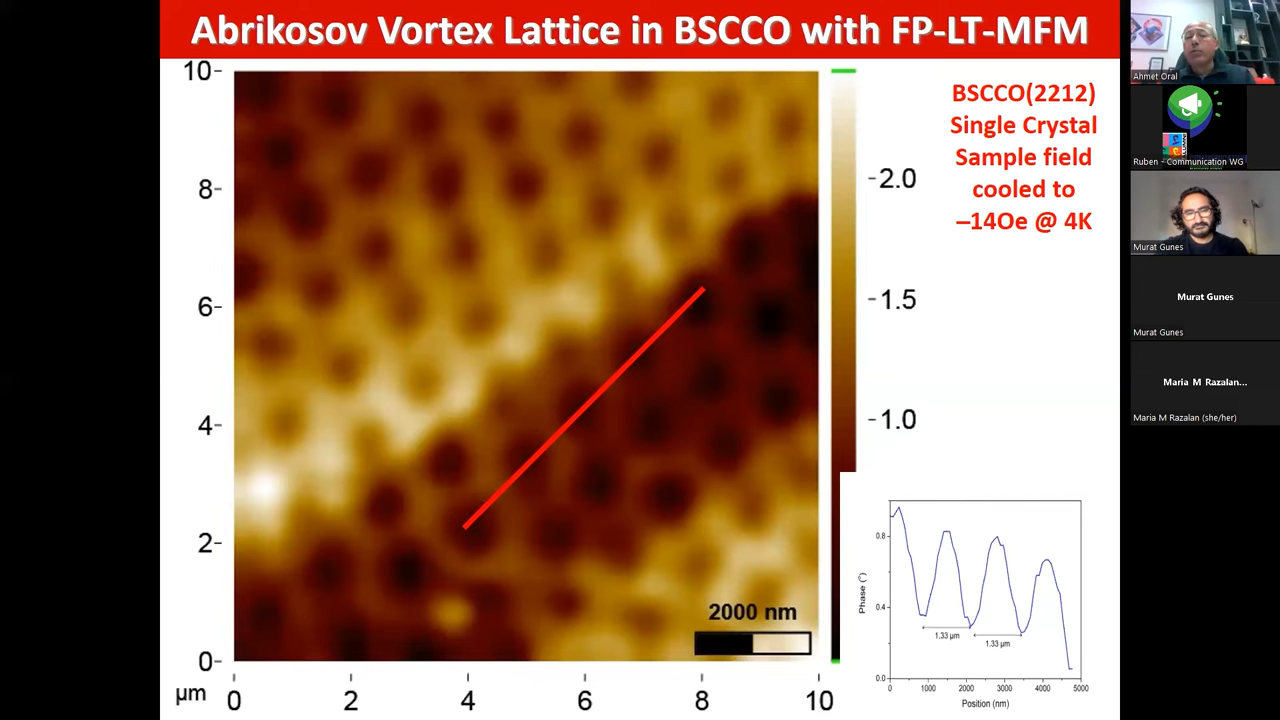 Abrikosov Vortex Lattice in BSCCO with FP-LT-MFM
10
8
6
4
2
0
µm
0
2
4
6
8
10
2000 nm
2.0
1.5
1.0
BSCCO(2212)
Single Crystal
Sample field
cooled to
–14Oe @ 4K
Phase (°)
0.8
0.4
0.0
1.33 µm
1.33 µm
0
1000
2000
3000
4000
5000
Position (nm)
Ahmet Oral
Ruben - Communication WG
Murat Gunes
Murat Gunes
Murat Gunes
Maria M Razalan...
Maria M Razalan (she/her)